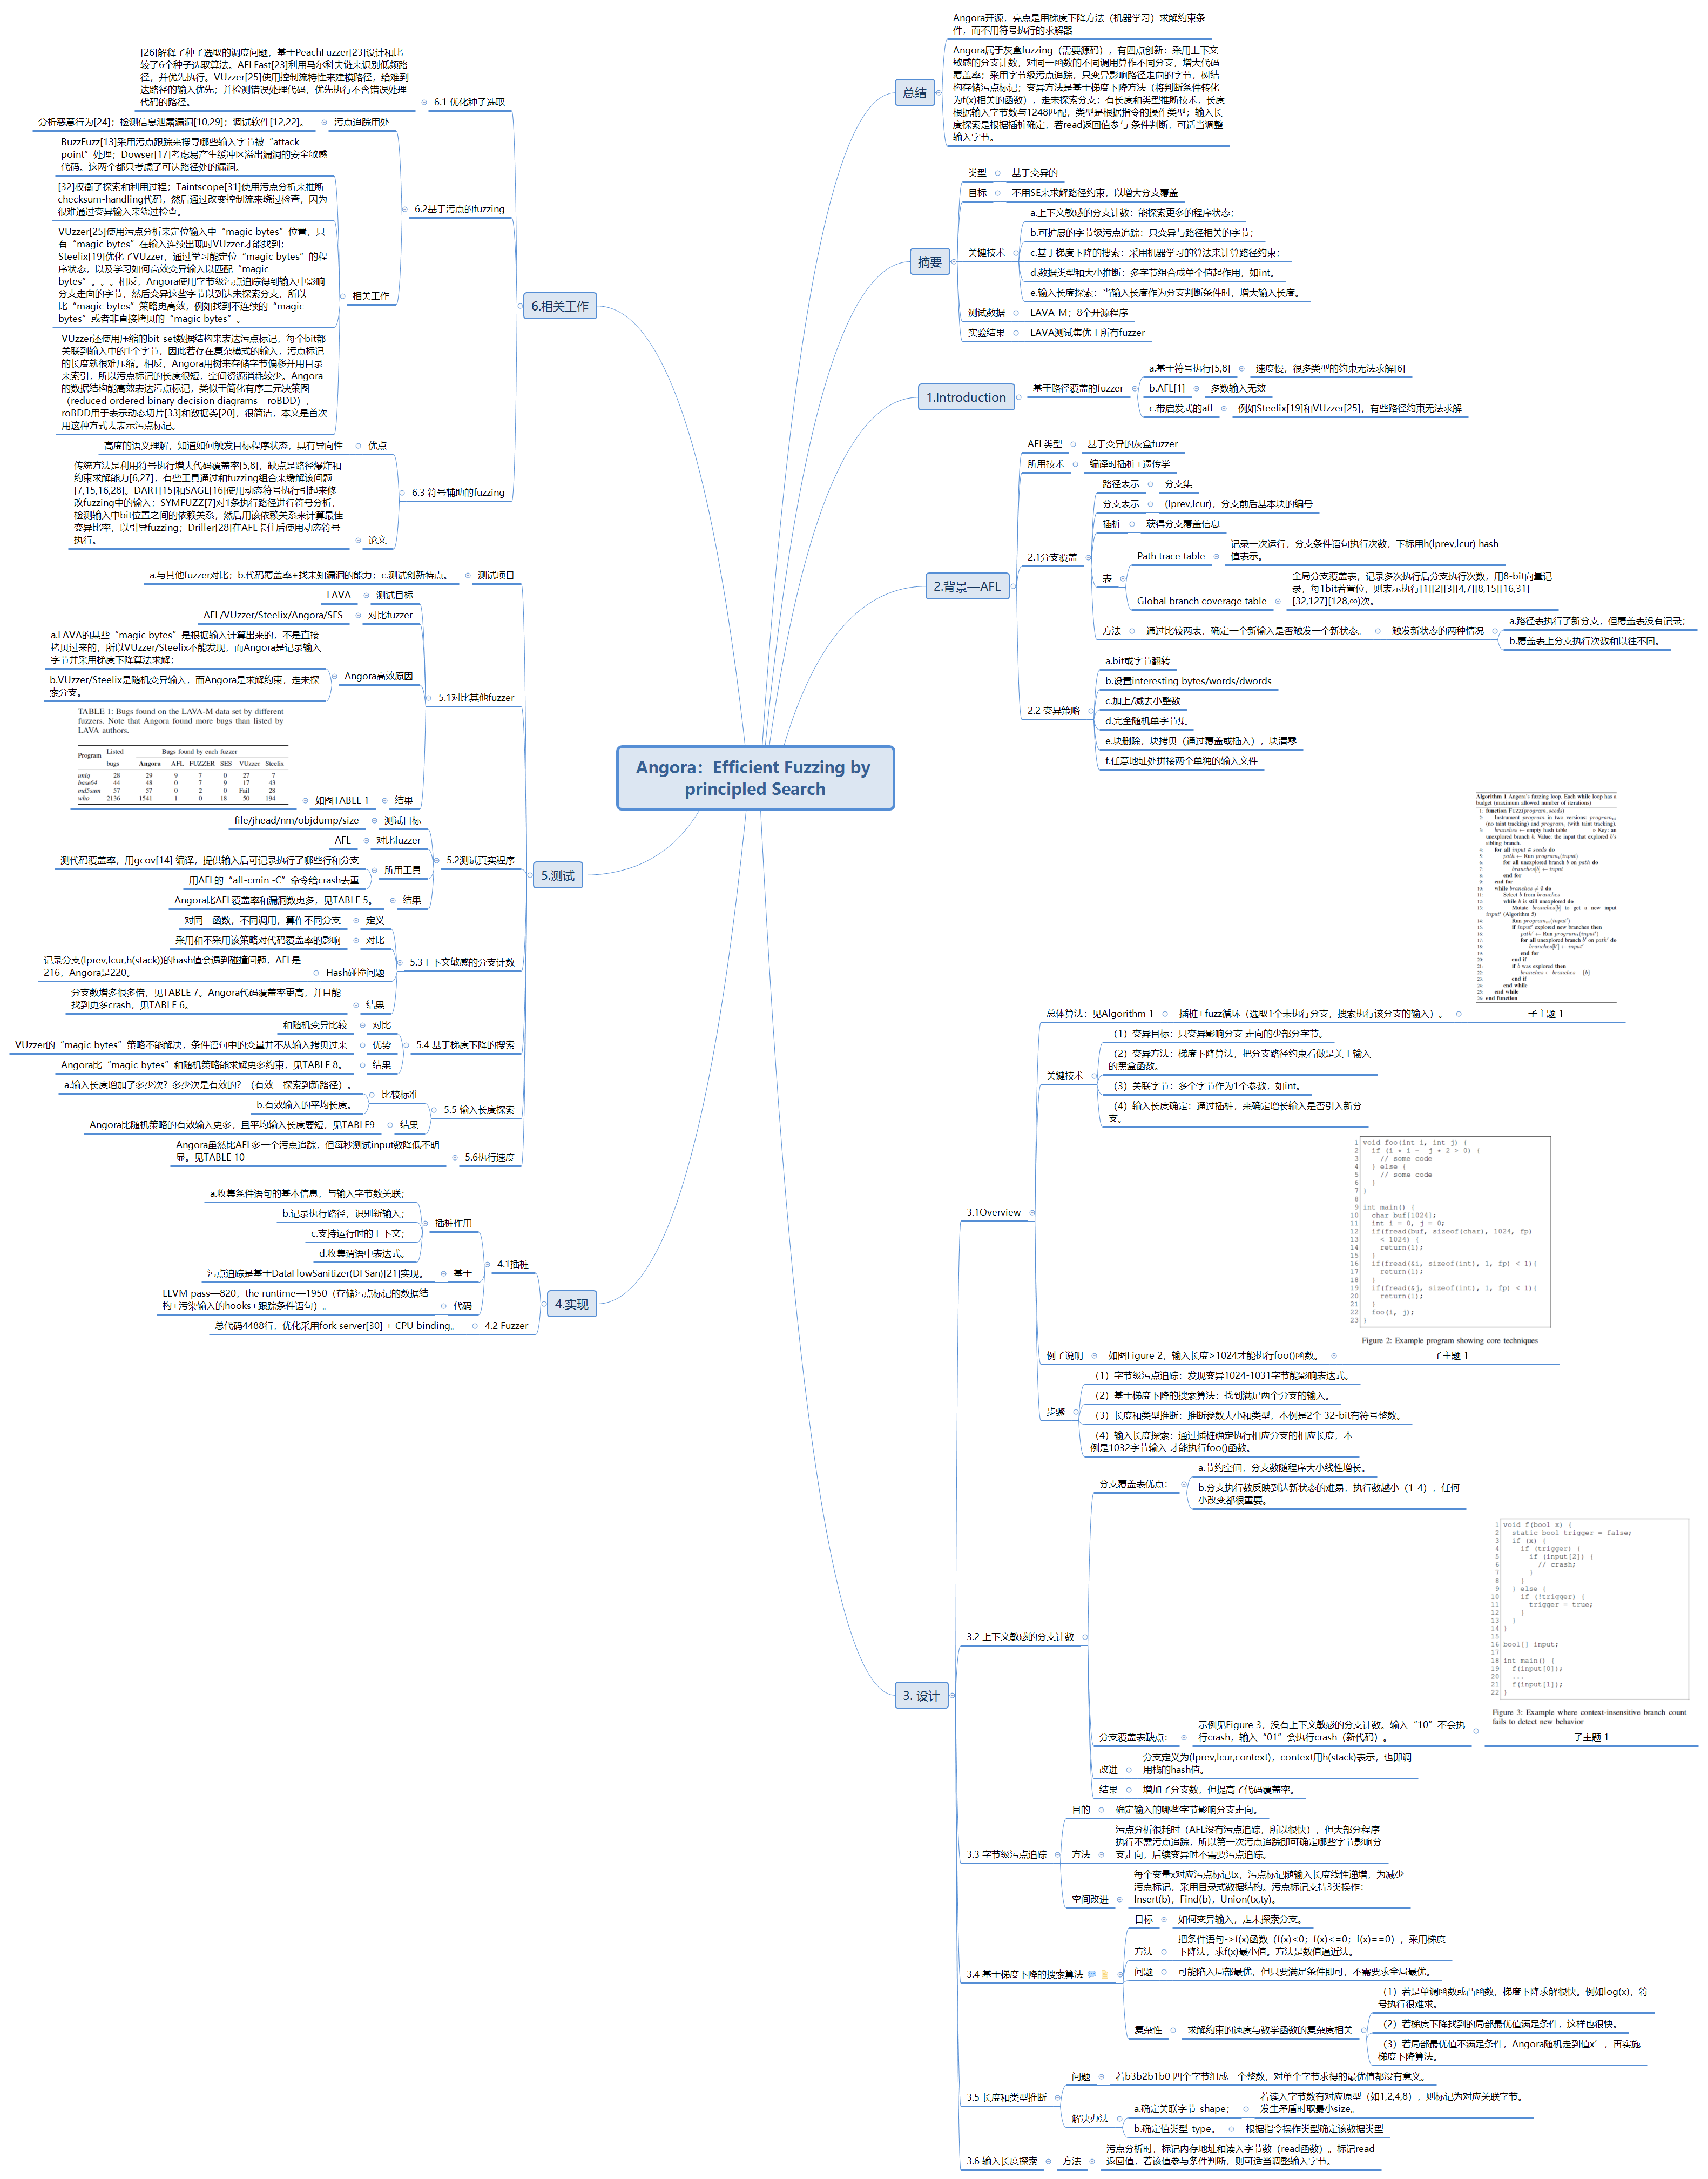 Angora：Efficient Fuzzing by
principled Search
总结
Angora开源，亮点是用梯度下降方法（机器学习）求解约束条
件，而不用符号执行的求解器
Angora属于灰盒fuzzing（需要源码），有四点创新：采用上下文
敏感的分支计数，对同一函数的不同调用算作不同分支，增大代码
覆盖率；采用字节级污点追踪，只变异影响路径走向的字节，树结
构存储污点标记；变异方法是基于梯度下降方法（将判断条件转化
为f(x)相关的函数），走未探索分支；有长度和类型推断技术，长度
根据输入字节数与1248匹配，类型是根据指令的操作类型；输入长
度探索是根据插桩确定，若read返回值参与 条件判断，可适当调整
输入字节。
摘要
类型
基于变异的
目标
不用SE来求解路径约束，以增大分支覆盖
关键技术
a.上下文敏感的分支计数：能探索更多的程序状态；
b.可扩展的字节级污点追踪：只变异与路径相关的字节；
c.基于梯度下降的搜索：采用机器学习的算法来计算路径约束；
d.数据类型和大小推断：多字节组合成单个值起作用，如int。
e.输入长度探索：当输入长度作为分支判断条件时，增大输入长度。
测试数据
LAVA-M；8个开源程序
实验结果
LAVA测试集优于所有fuzzer
1.Introduction
基于路径覆盖的fuzzer
a.基于符号执行[5,8]
速度慢，很多类型的约束无法求解[6]
b.AFL[1]
多数输入无效
c.带启发式的afl
例如Steelix[19]和VUzzer[25]，有些路径约束无法求解
2.背景—AFL
AFL类型
基于变异的灰盒fuzzer
所用技术
编译时插桩+遗传学
2.1分支覆盖
路径表示
分支集
分支表示
(lprev,lcur)，分支前后基本块的编号
插桩
获得分支覆盖信息
表
Path trace table
记录一次运行，分支条件语句执行次数，下标用h(lprev,lcur) hash
值表示。
Global branch coverage table
全局分支覆盖表，记录多次执行后分支执行次数，用8-bit向量记
录，每1bit若置位，则表示执行[1][2][3][4,7][8,15][16,31]
[32,127][128,∞)次。
方法
通过比较两表，确定一个新输入是否触发一个新状态。
触发新状态的两种情况
a.路径表执行了新分支，但覆盖表没有记录；
b.覆盖表上分支执行次数和以往不同。
2.2 变异策略
a.bit或字节翻转
b.设置interesting bytes/words/dwords
c.加上/减去小整数
d.完全随机单字节集
e.块删除，块拷贝（通过覆盖或插入），块清零
f.任意地址处拼接两个单独的输入文件
3. 设计
3.1Overview
总体算法：见Algorithm 1
插桩+fuzz循环（选取1个未执行分支，搜索执行该分支的输入）。
Algorithm 1 Angora's fuzzing loop. Each while loop has a
budget (maximum allowed number of iterations)
1: function FUZZ(program, seeds)
2: Instrument program in two versions: program_nt
(no taint tracking) and program_t (with taint tracking).
3: branches ← empty hash table ▷ Key: an
unexplored branch b. Value: the input that explored b's
sibling branch.
4: for all input ∈ seeds do
5: path ← Run program_t(input)
6: for all unexplored branch b on path do
7: branches[b] ← input
8: end for
9: end for
10: while branches ≠ ∅ do
11: Select b from branches
12: while b is still unexplored do
13: Mutate branches[b] to get a new input
input' (Algorithm 5)
14: Run program_nt(input')
15: if input' explored new branches then
16: path' ← Run program_t(input')
17: for all unexplored branch b' on path' do
18: branches[b'] ← input'
19: end for
20: end if
21: if b was explored then
22: branches ← branches − {b}
23: end if
24: end while
25: end while
26: end function
子主题 1
关键技术
（1）变异目标：只变异影响分支 走向的少部分字节。
（2）变异方法：梯度下降算法，把分支路径约束看做是关于输入
的黑盒函数。
（3）关联字节：多个字节作为1个参数，如int。
（4）输入长度确定：通过插桩，来确定增长输入是否引入新分
支。
例子说明
如图Figure 2，输入长度>1024才能执行foo()函数。
1 void foo(int i, int j) {
2 if (i * i - j * 2 > 0) {
3 // some code
4 } else {
5 // some code
6 }
7 }
8
9 int main() {
10 char buf[1024];
11 int i = 0, j = 0;
12 if(fread(buf, sizeof(char), 1024, fp)
13 < 1024) {
14 return(1);
15 }
16 if(fread(&i, sizeof(int), 1, fp) < 1){
17 return(1);
18 }
19 if(fread(&j, sizeof(int), 1, fp) < 1){
20 return(1);
21 }
22 foo(i, j);
23 }
Figure 2: Example program showing core techniques
子主题 1
步骤
（1）字节级污点追踪：发现变异1024-1031字节能影响表达式。
（2）基于梯度下降的搜索算法：找到满足两个分支的输入。
（3）长度和类型推断：推断参数大小和类型，本例是2个 32-bit有符号整数。
（4）输入长度探索：通过插桩确定执行相应分支的相应长度，本
例是1032字节输入 才能执行foo()函数。
3.2 上下文敏感的分支计数
分支覆盖表优点：
a.节约空间，分支数随程序大小线性增长。
b.分支执行数反映到达新状态的难易，执行数越小（1-4），任何
小改变都很重要。
分支覆盖表缺点：
示例见Figure 3，没有上下文敏感的分支计数。输入“10”不会执
行crash，输入“01”会执行crash（新代码）。
1 void f(bool x) {
2 static bool trigger = false;
3 if (x) {
4 if (trigger) {
5 if (input[2]) {
6 // crash;
7 }
8 }
9 } else {
10 if (!trigger) {
11 trigger = true;
12 }
13 }
14 }
15
16 bool[] input;
17
18 int main() {
19 f(input[0]);
20 ...
21 f(input[1]);
22 }
Figure 3: Example where context-insensitive branch count
fails to detect new behavior
子主题 1
改进
分支定义为(lprev,lcur,context)，context用h(stack)表示，也即调
用栈的hash值。
结果
增加了分支数，但提高了代码覆盖率。
3.3 字节级污点追踪
目的
确定输入的哪些字节影响分支走向。
方法
污点分析很耗时（AFL没有污点追踪，所以很快），但大部分程序
执行不需污点追踪，所以第一次污点追踪即可确定哪些字节影响分
支走向，后续变异时不需要污点追踪。
空间改进
每个变量x对应污点标记tx，污点标记随输入长度线性递增，为减少
污点标记，采用目录式数据结构。污点标记支持3类操作：
Insert(b)，Find(b)，Union(tx,ty)。
3.4 基于梯度下降的搜索算法
目标
如何变异输入，走未探索分支。
方法
把条件语句->f(x)函数（f(x)<0；f(x)<=0；f(x)==0），采用梯度
下降法，求f(x)最小值。方法是数值逼近法。
问题
可能陷入局部最优，但只要满足条件即可，不需要求全局最优。
复杂性
求解约束的速度与数学函数的复杂度相关
（1）若是单调函数或凸函数，梯度下降求解很快。例如log(x)，符
号执行很难求。
（2）若梯度下降找到的局部最优值满足条件，这样也很快。
（3）若局部最优值不满足条件，Angora随机走到值x’，再实施
梯度下降算法。
3.5 长度和类型推断
问题
若b3b2b1b0 四个字节组成一个整数，对单个字节求得的最优值都没有意义。
解决办法
a.确定关联字节-shape；
若读入字节数有对应原型（如1,2,4,8），则标记为对应关联字节。
发生矛盾时取最小size。
b.确定值类型-type。
根据指令操作类型确定该数据类型
3.6 输入长度探索
方法
污点分析时，标记内存地址和读入字节数（read函数）。标记read
返回值，若该值参与条件判断，则可适当调整输入字节。
4.实现
4.1插桩
插桩作用
a.收集条件语句的基本信息，与输入字节数关联；
b.记录执行路径，识别新输入；
c.支持运行时的上下文；
d.收集谓语中表达式。
基于
污点追踪是基于DataFlowSanitizer(DFSan)[21]实现。
代码
LLVM pass—820，the runtime—1950（存储污点标记的数据结
构+污染输入的hooks+跟踪条件语句）。
4.2 Fuzzer
总代码4488行，优化采用fork server[30] + CPU binding。
5.测试
测试项目
a.与其他fuzzer对比；b.代码覆盖率+找未知漏洞的能力；c.测试创新特点。
5.1对比其他fuzzer
测试目标
LAVA
对比fuzzer
AFL/VUzzer/Steelix/Angora/SES
Angora高效原因
a.LAVA的某些“magic bytes”是根据输入计算出来的，不是直接
拷贝过来的，所以VUzzer/Steelix不能发现，而Angora是记录输入
字节并采用梯度下降算法求解；
b.VUzzer/Steelix是随机变异输入，而Angora是求解约束，走未探
索分支。
结果
如图TABLE 1
TABLE 1: Bugs found on the LAVA-M data set by different
fuzzers. Note that Angora found more bugs than listed by
LAVA authors.
Program Listed bugs Bugs found by each fuzzer
Angora AFL FUZZER SES VUzzer Steelix
uniq 28 29 9 7 0 27 7
base64 44 48 0 7 9 17 43
md5sum 57 57 0 2 0 Fail 28
who 2136 1541 1 0 18 50 194
5.2测试真实程序
测试目标
file/jhead/nm/objdump/size
对比fuzzer
AFL
所用工具
测代码覆盖率，用gcov[14] 编译，提供输入后可记录执行了哪些行和分支
用AFL的“afl-cmin -C”命令给crash去重
结果
Angora比AFL覆盖率和漏洞数更多，见TABLE 5。
5.3上下文敏感的分支计数
定义
对同一函数，不同调用，算作不同分支
对比
采用和不采用该策略对代码覆盖率的影响
Hash碰撞问题
记录分支(lprev,lcur,h(stack))的hash值会遇到碰撞问题，AFL是
216，Angora是220。
结果
分支数增多很多倍，见TABLE 7。Angora代码覆盖率更高，并且能
找到更多crash，见TABLE 6。
5.4 基于梯度下降的搜索
对比
和随机变异比较
优势
VUzzer的“magic bytes”策略不能解决，条件语句中的变量并不从输入拷贝过来
结果
Angora比“magic bytes”和随机策略能求解更多约束，见TABLE 8。
5.5 输入长度探索
比较标准
a.输入长度增加了多少次？多少次是有效的？（有效—探索到新路径）。
b.有效输入的平均长度。
结果
Angora比随机策略的有效输入更多，且平均输入长度要短，见TABLE9
5.6执行速度
Angora虽然比AFL多一个污点追踪，但每秒测试input数降低不明
显。见TABLE 10
6.相关工作
6.1 优化种子选取
[26]解释了种子选取的调度问题，基于PeachFuzzer[23]设计和比
较了6个种子选取算法。AFLFast[23]利用马尔科夫链来识别低频路
径，并优先执行。VUzzer[25]使用控制流特性来建模路径，给难到
达路径的输入优先；并检测错误处理代码，优先执行不含错误处理
代码的路径。
6.2基于污点的fuzzing
污点追踪用处
分析恶意行为[24]；检测信息泄露漏洞[10,29]；调试软件[12,22]。
相关工作
BuzzFuzz[13]采用污点跟踪来搜寻哪些输入字节被“attack
point”处理；Dowser[17]考虑易产生缓冲区溢出漏洞的安全敏感
代码。这两个都只考虑了可达路径处的漏洞。
[32]权衡了探索和利用过程；Taintscope[31]使用污点分析来推断
checksum-handling代码，然后通过改变控制流来绕过检查，因为
很难通过变异输入来绕过检查。
VUzzer[25]使用污点分析来定位输入中“magic bytes”位置，只
有“magic bytes”在输入连续出现时VUzzer才能找到；
Steelix[19]优化了VUzzer，通过学习能定位“magic bytes”的程
序状态，以及学习如何高效变异输入以匹配“magic
bytes”。。。相反，Angora使用字节级污点追踪得到输入中影响
分支走向的字节，然后变异这些字节以到达未探索分支，所以
比“magic bytes”策略更高效，例如找到不连续的“magic
bytes”或者非直接拷贝的“magic bytes”。
VUzzer还使用压缩的bit-set数据结构来表达污点标记，每个bit都
关联到输入中的1个字节，因此若存在复杂模式的输入，污点标记
的长度就很难压缩。相反，Angora用树来存储字节偏移并用目录
来索引，所以污点标记的长度很短，空间资源消耗较少。Angora
的数据结构能高效表达污点标记，类似于简化有序二元决策图
（reduced ordered binary decision diagrams—roBDD），
roBDD用于表示动态切片[33]和数据类[20]，很简洁，本文是首次
用这种方式去表示污点标记。
6.3 符号辅助的fuzzing
优点
高度的语义理解，知道如何触发目标程序状态，具有导向性
论文
传统方法是利用符号执行增大代码覆盖率[5,8]，缺点是路径爆炸和
约束求解能力[6,27]，有些工具通过和fuzzing组合来缓解该问题
[7,15,16,28]。DART[15]和SAGE[16]使用动态符号执行引起来修
改fuzzing中的输入；SYMFUZZ[7]对1条执行路径进行符号分析，
检测输入中bit位置之间的依赖关系，然后用该依赖关系来计算最佳
变异比率，以引导fuzzing；Driller[28]在AFL卡住后使用动态符号
执行。